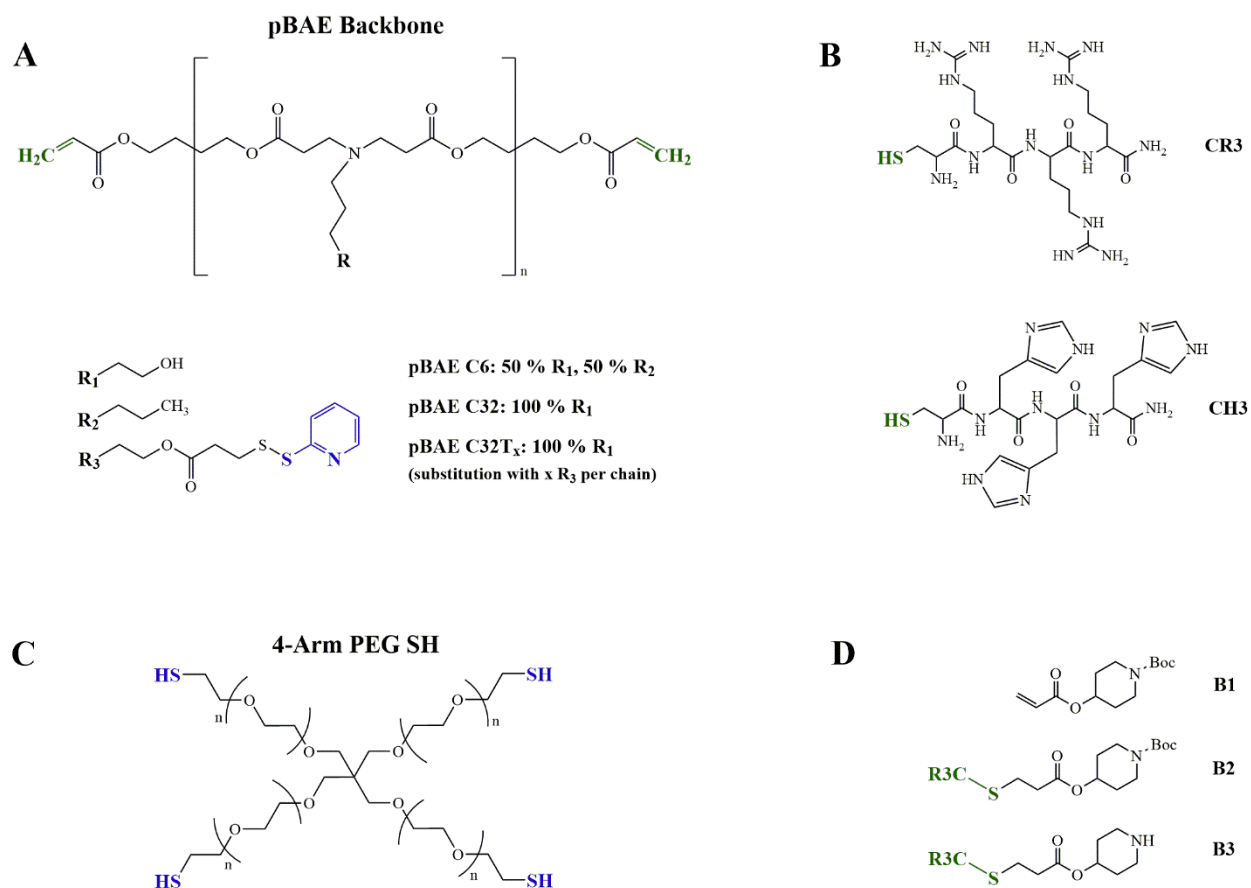 A
pBAE Backbone
H₂C
O
O
O
O
N
O
O
O
O
CH₂
R
n
R₁
OH
R₂
CH₃
R₃
O
O
S
S
N
pBAE C6: 50 % R₁, 50 % R₂
pBAE C32: 100 % R₁
pBAE C32Tₓ: 100 % R₁
(substitution with x R₃ per chain)
B
H₂N
NH
HN
H₂N
NH
HN
HS
NH₂
O
N
H
O
H
N
O
N
H
O
NH₂
NH
HN
NH₂
CR3
N
NH
N
NH
HS
NH₂
O
N
H
O
H
N
O
N
H
O
NH₂
HN
N
CH3
C
4-Arm PEG SH
HS
n
O
O
O
O
n
SH
HS
n
O
O
O
O
n
SH
D
O
O
N
Boc
B1
R3C
S
O
O
N
Boc
B2
R3C
S
O
O
NH
B3